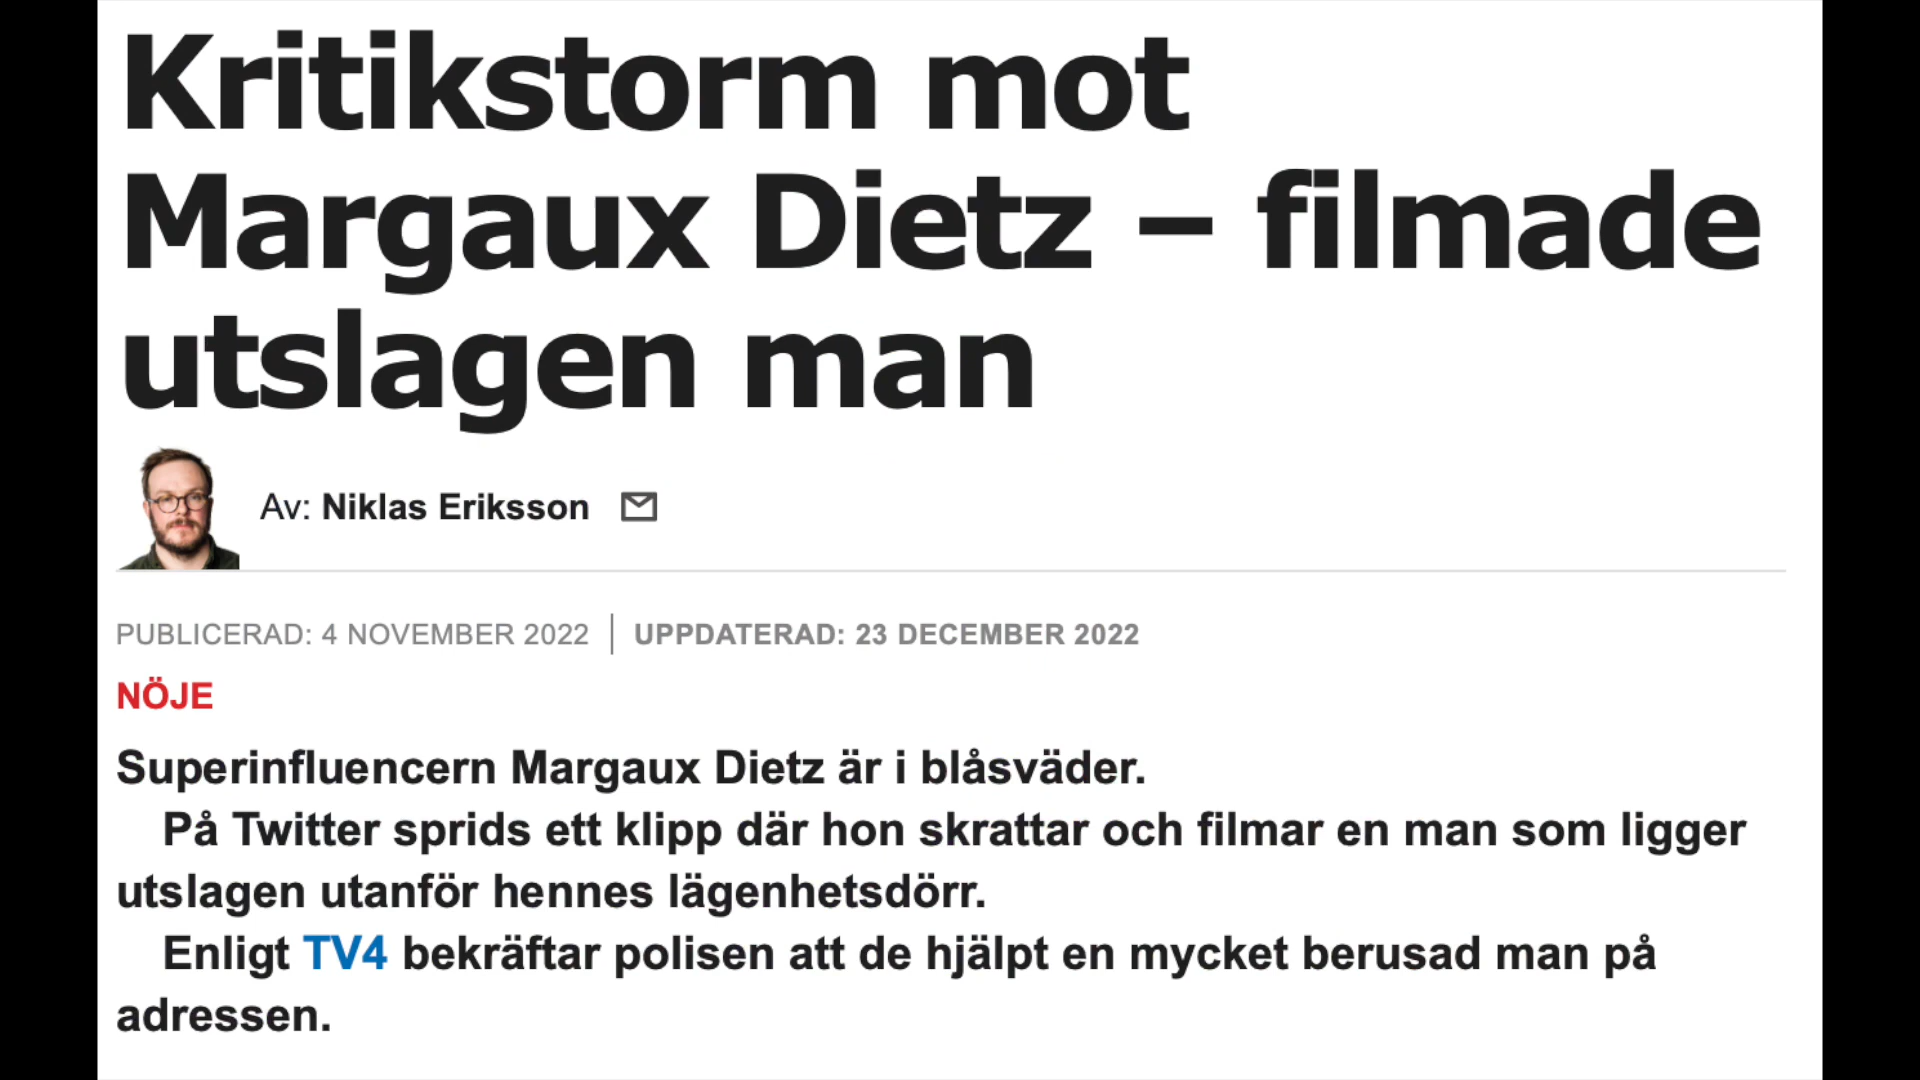 Kritikstorm mot
Margaux Dietz – filmade
utslagen man
Av: Niklas Eriksson
PUBLICERAD: 4 NOVEMBER 2022 | UPPDATERAD: 23 DECEMBER 2022
NÖJE
Superinfluencern Margaux Dietz är i blåsväder.
På Twitter sprids ett klipp där hon skrattar och filmar en man som ligger
utslagen utanför hennes lägenhetsdörr.
Enligt TV4 bekräftar polisen att de hjälpt en mycket berusad man på
adressen.